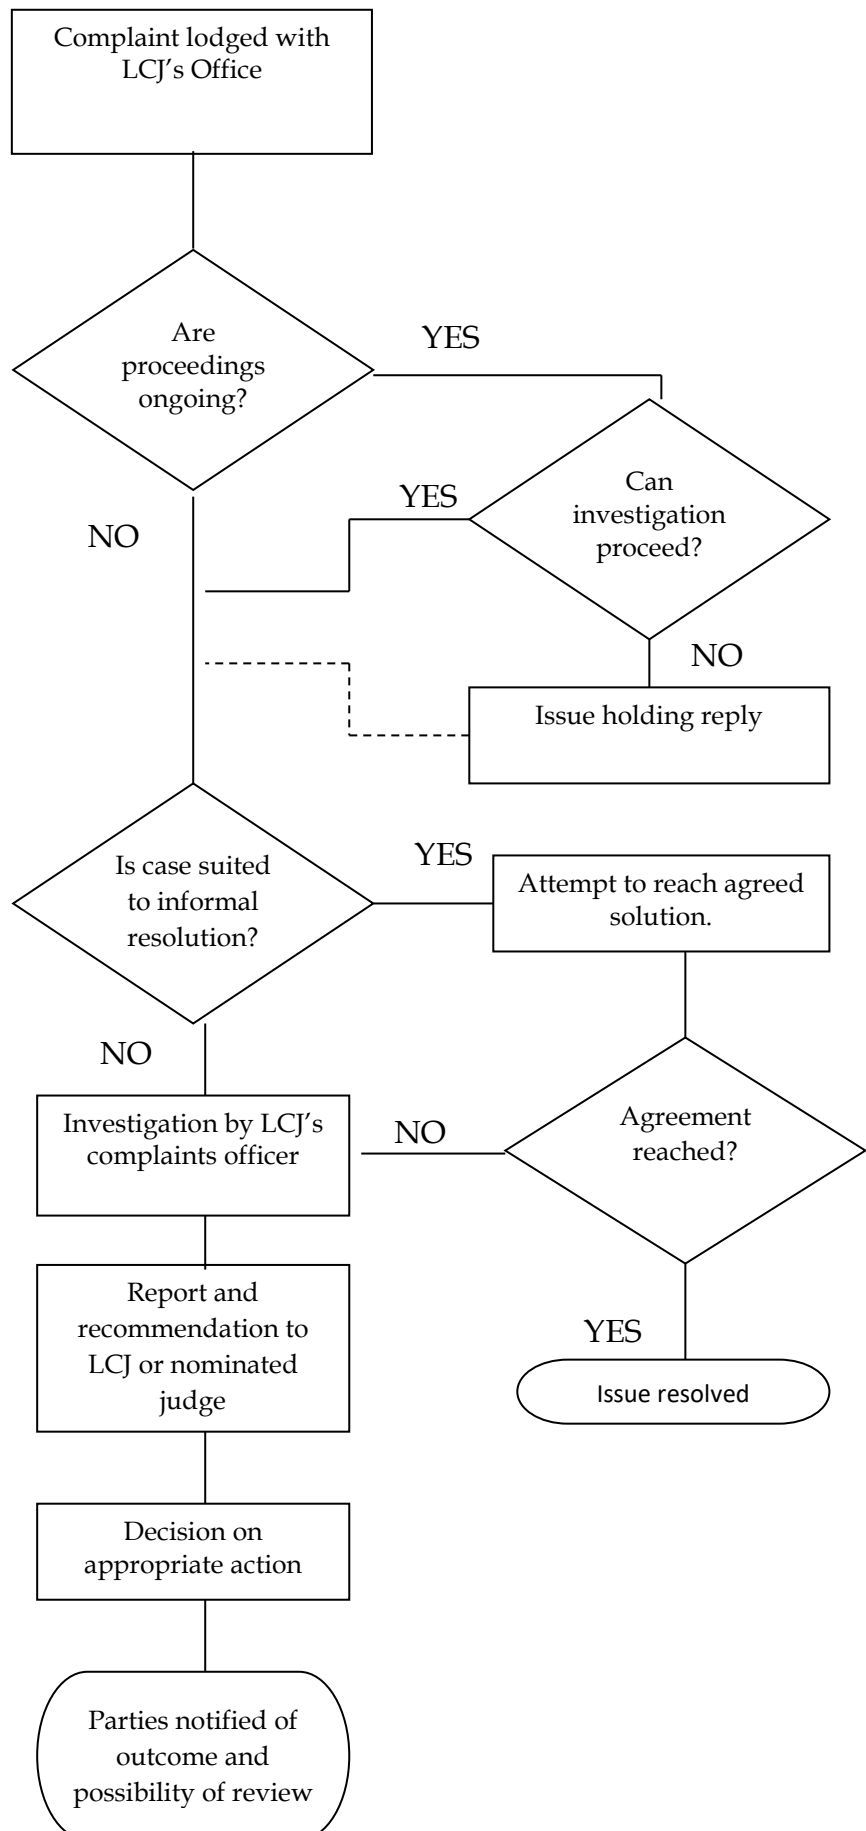 Complaint lodged with
LCJ's Office
Are
proceedings
ongoing?
YES
Can
investigation
proceed?
YES
NO
NO
Issue holding reply
Is case suited
to informal
resolution?
YES
Attempt to reach agreed
solution.
NO
Investigation by LCJ's
complaints officer
NO
Agreement
reached?
Report and
recommendation to
LCJ or nominated
judge
YES
Issue resolved
Decision on
appropriate action
Parties notified of
outcome and
possibility of review